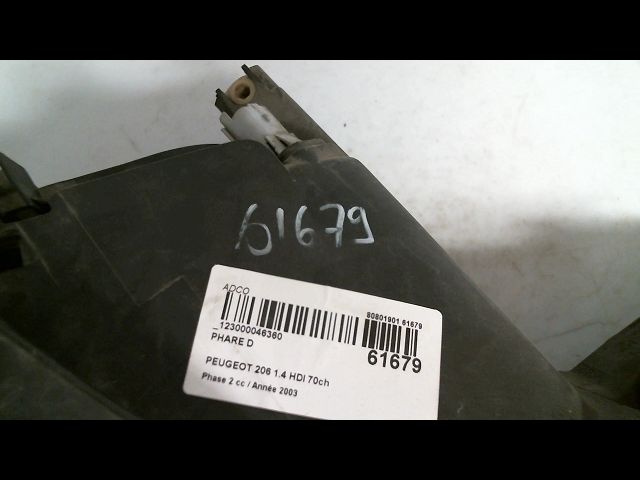 61679
ADCO
80801901 61679
_123000046360
PHARE D
61679
PEUGEOT 206 1.4 HDI 70ch
Phase 2 cc / Année 2003